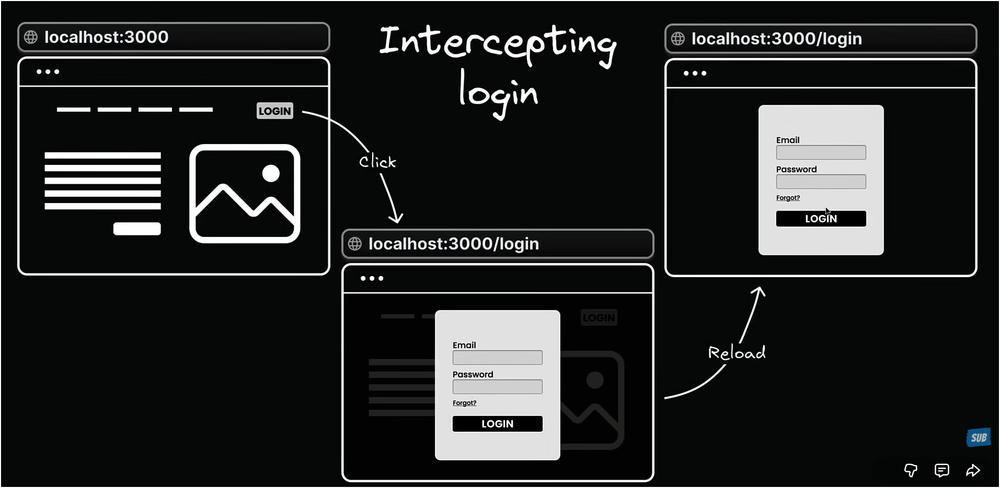 localhost:3000
LOGIN
Intercepting
login
Click
localhost:3000/login
LOGIN
Email
Password
Forgot?
LOGIN
Reload
localhost:3000/login
Email
Password
Forgot?
LOGIN
SUB